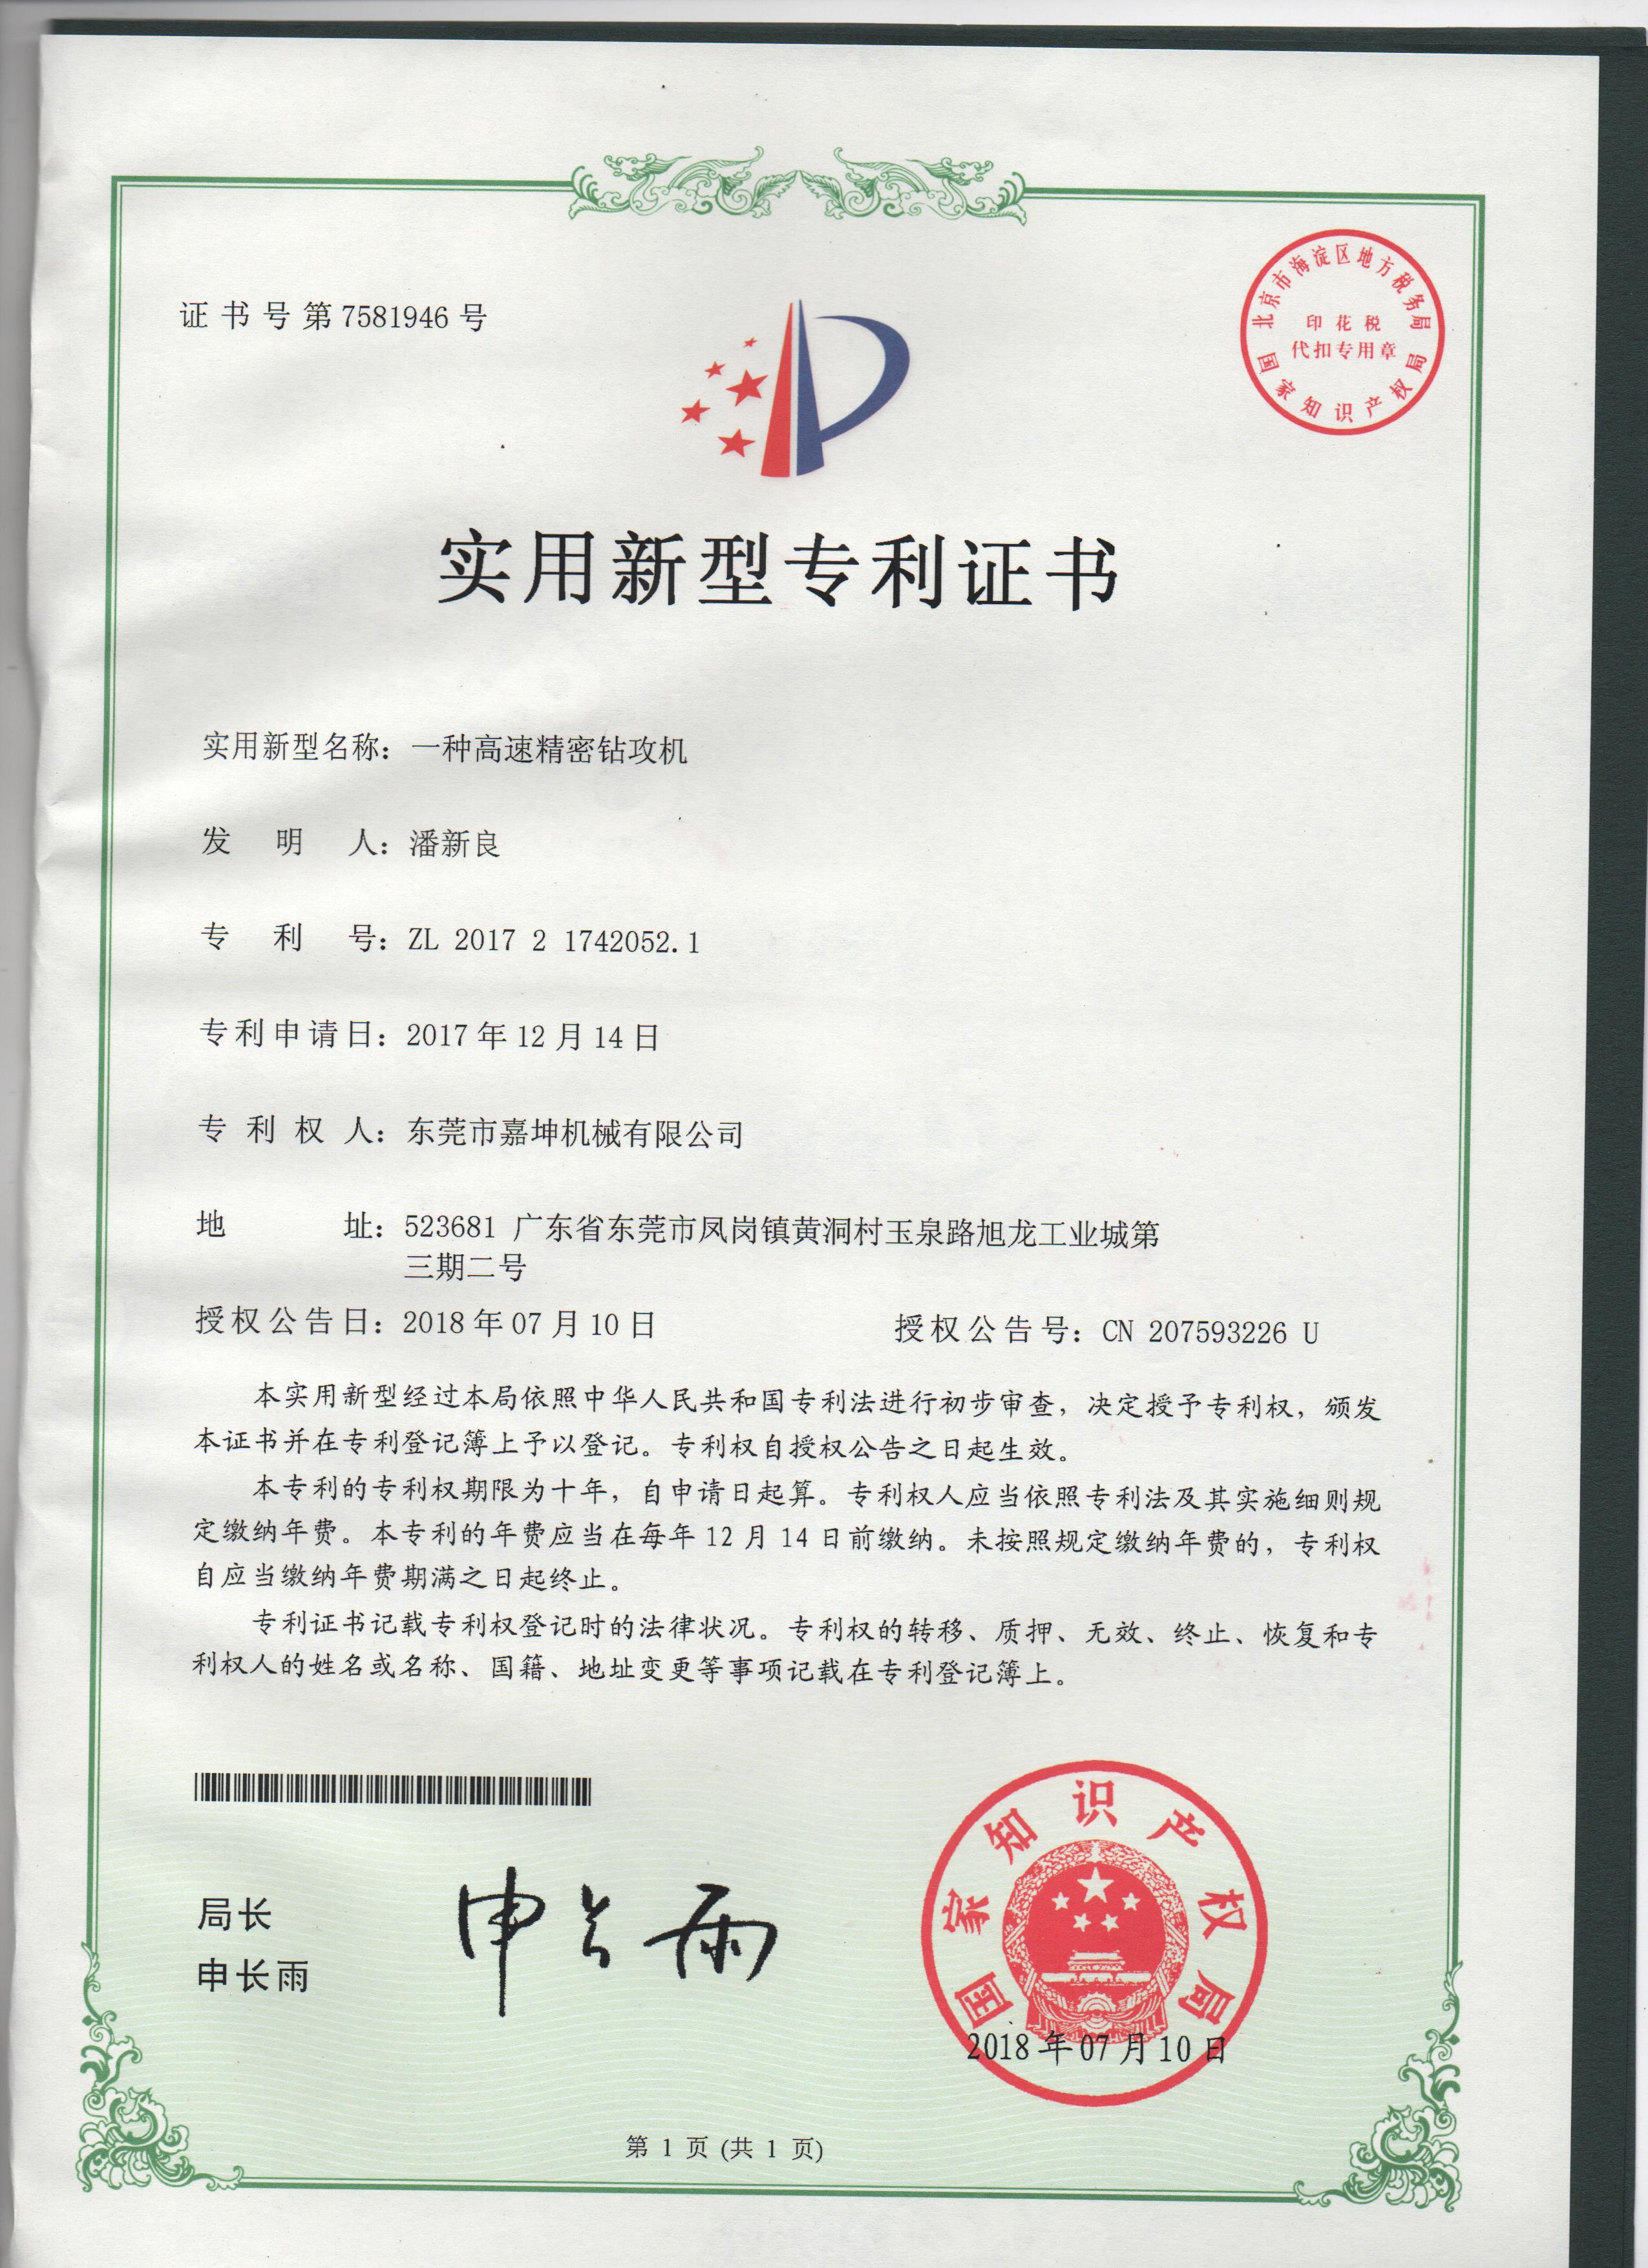 证书号第7581946号
北京市海淀区地方税务局
印花税
代扣专用章
国家知识产权局
实用新型专利证书
实用新型名称：一种高速精密钻攻机
发明人：潘新良
专利号：ZL 2017 2 1742052.1
专利申请日：2017年12月14日
专利权人：东莞市嘉坤机械有限公司
地址：523681 广东省东莞市凤岗镇黄洞村玉泉路旭龙工业城第
三期二号
授权公告日：2018年07月10日 授权公告号：CN 207593226 U
本实用新型经过本局依照中华人民共和国专利法进行初步审查，决定授予专利权，颁发
本证书并在专利登记簿上予以登记。专利权自授权公告之日起生效。
本专利的专利权期限为十年，自申请日起算。专利权人应当依照专利法及其实施细则规
定缴纳年费。本专利的年费应当在每年12月14日前缴纳。未按照规定缴纳年费的，专利权
自应当缴纳年费期满之日起终止。
专利证书记载专利权登记时的法律状况。专利权的转移、质押、无效、终止、恢复和专
利权人的姓名或名称、国籍、地址变更等事项记载在专利登记簿上。
局长
申长雨
申长雨
国家知识产权局
2018年07月10日
第 1 页 (共 1 页)